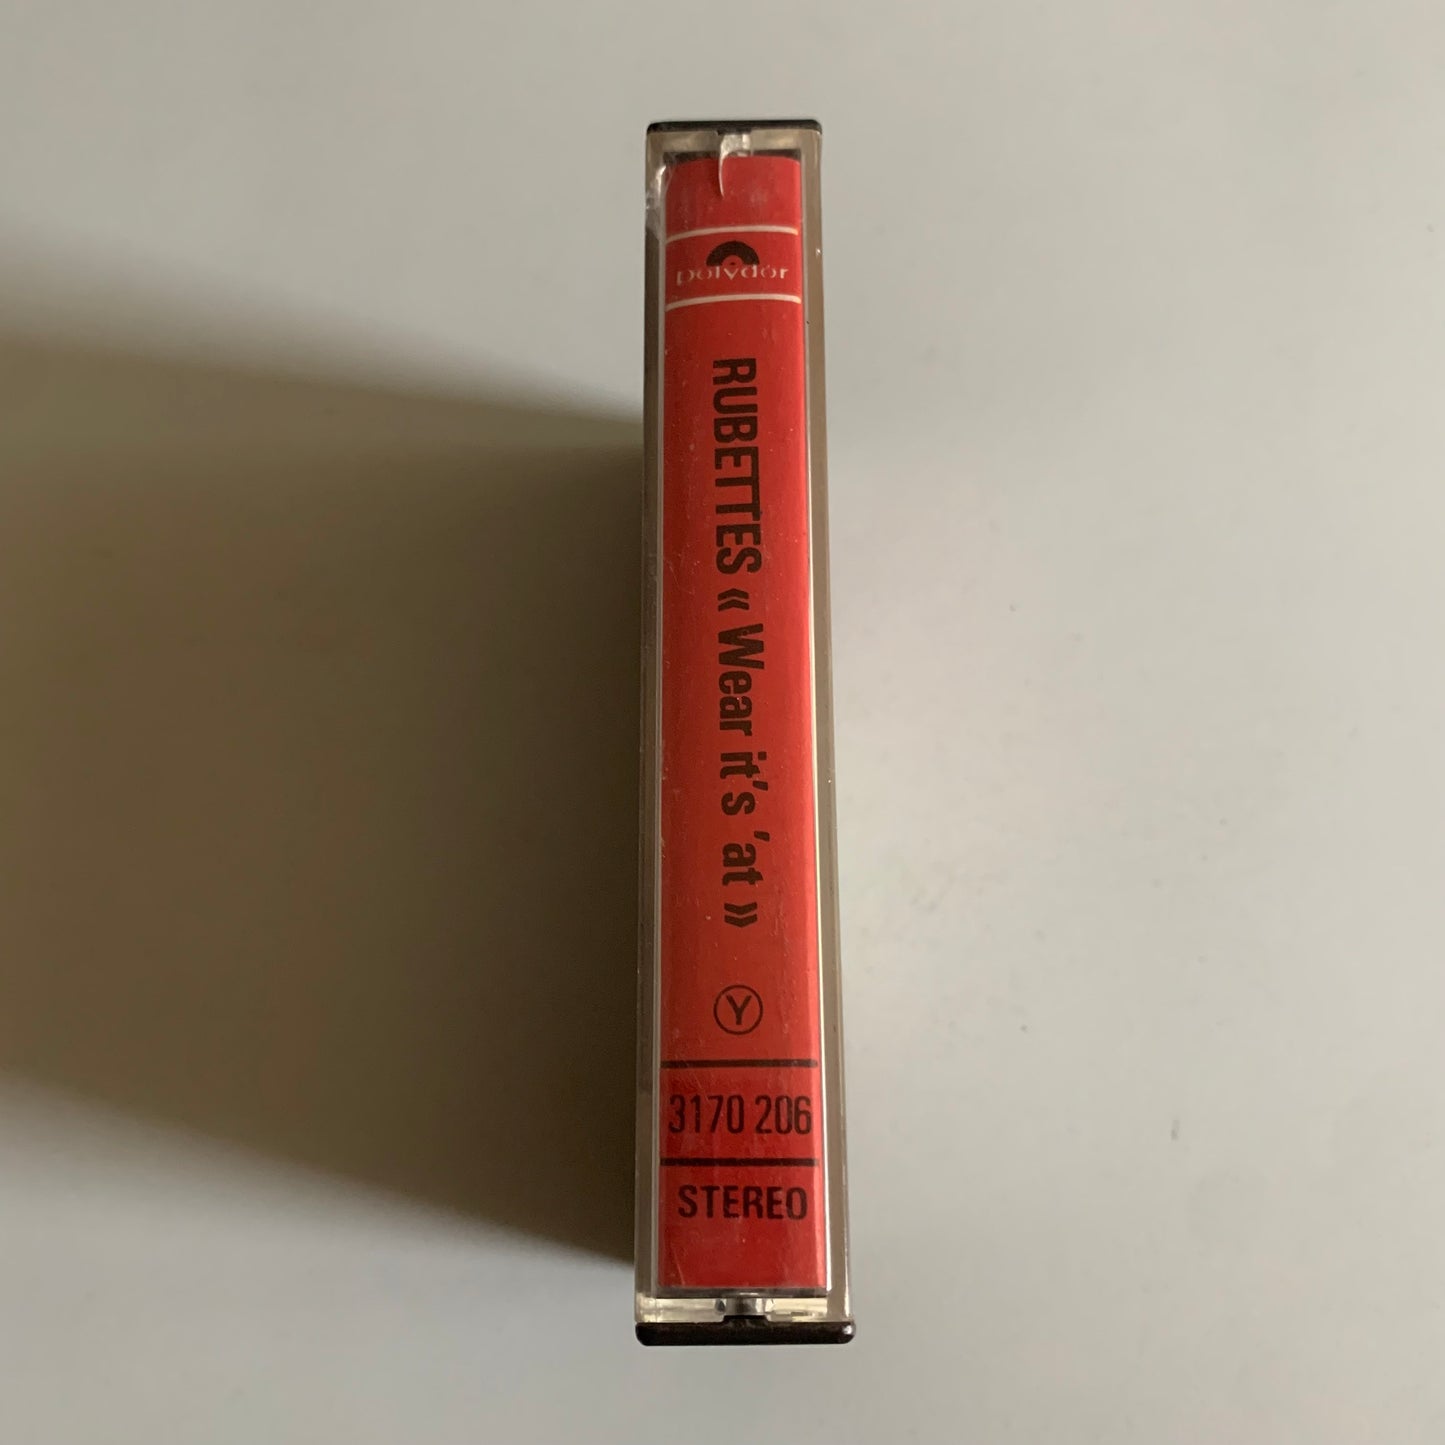 polydor
RUBETTES « Wear it's 'at »
Y
3170 206
STEREO